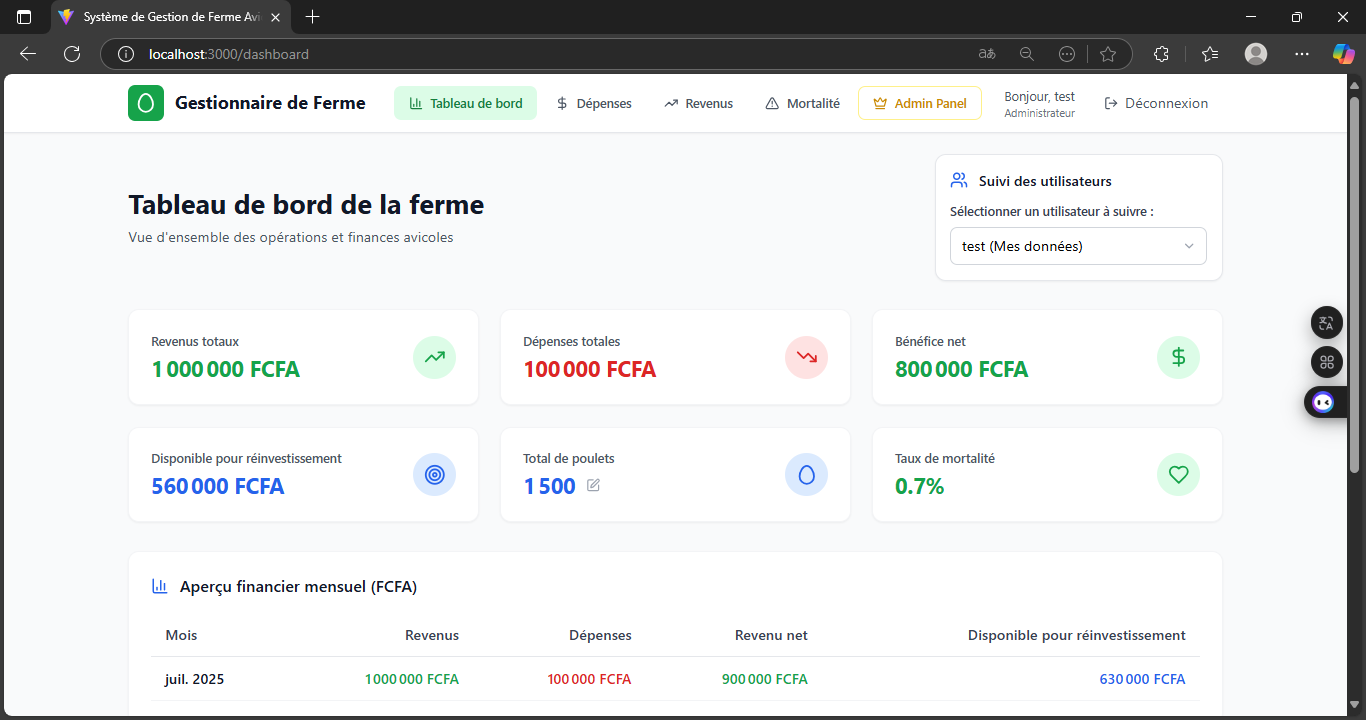 Système de Gestion de Ferme Avi
localhost:3000/dashboard
Gestionnaire de Ferme
Tableau de bord
Dépenses
Revenus
Mortalité
Admin Panel
Bonjour, test
Administrateur
Déconnexion
Tableau de bord de la ferme
Vue d'ensemble des opérations et finances avicoles
Suivi des utilisateurs
Sélectionner un utilisateur à suivre :
test (Mes données)
Revenus totaux
1 000 000 FCFA
Dépenses totales
100 000 FCFA
Bénéfice net
800 000 FCFA
Disponible pour réinvestissement
560 000 FCFA
Total de poulets
1 500
Taux de mortalité
0.7%
Aperçu financier mensuel (FCFA)
Mois Revenus Dépenses Revenu net Disponible pour réinvestissement
juil. 2025 1 000 000 FCFA 100 000 FCFA 900 000 FCFA 630 000 FCFA